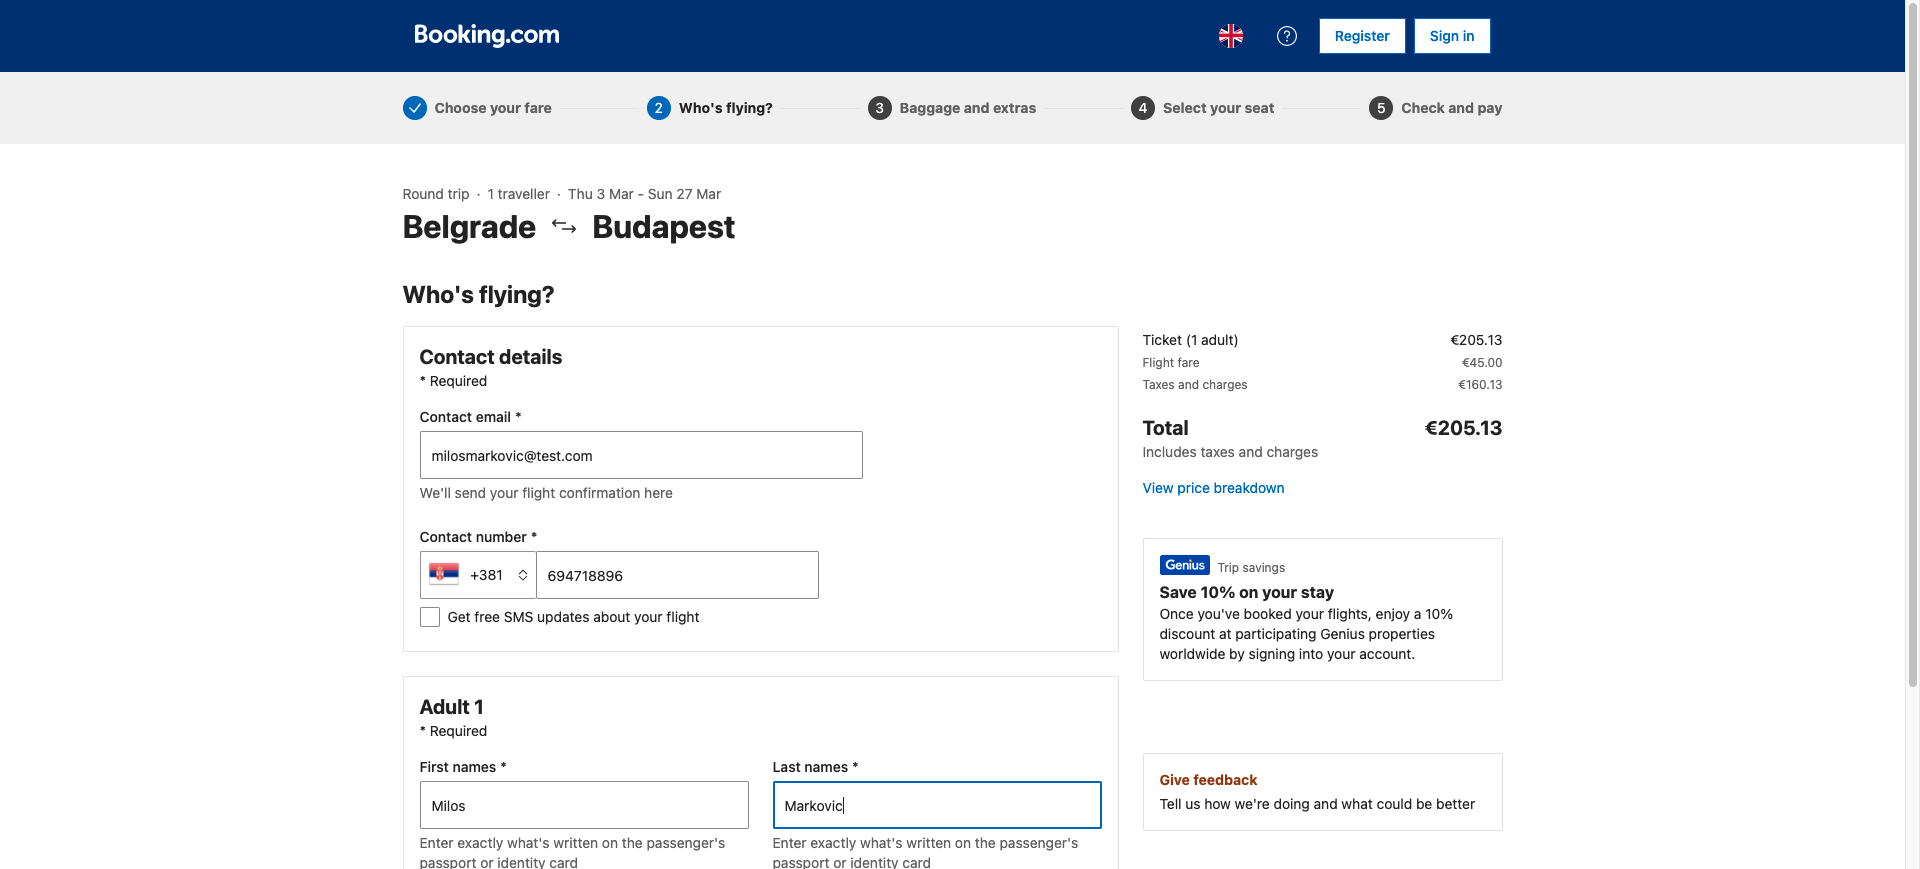 Booking.com
Register
Sign in
Choose your fare
2 Who's flying?
3 Baggage and extras
4 Select your seat
5 Check and pay
Round trip · 1 traveller · Thu 3 Mar - Sun 27 Mar
Belgrade Budapest
Who's flying?
Contact details
* Required
Contact email *
milosmarkovic@test.com
We'll send your flight confirmation here
Contact number *
+381 694718896
Get free SMS updates about your flight
Adult 1
* Required
First names *
Milos
Enter exactly what's written on the passenger's
passport or identity card
Last names *
Markovic
Enter exactly what's written on the passenger's
passport or identity card
Ticket (1 adult) €205.13
Flight fare €45.00
Taxes and charges €160.13
Total €205.13
Includes taxes and charges
View price breakdown
Genius Trip savings
Save 10% on your stay
Once you've booked your flights, enjoy a 10%
discount at participating Genius properties
worldwide by signing into your account.
Give feedback
Tell us how we're doing and what could be better